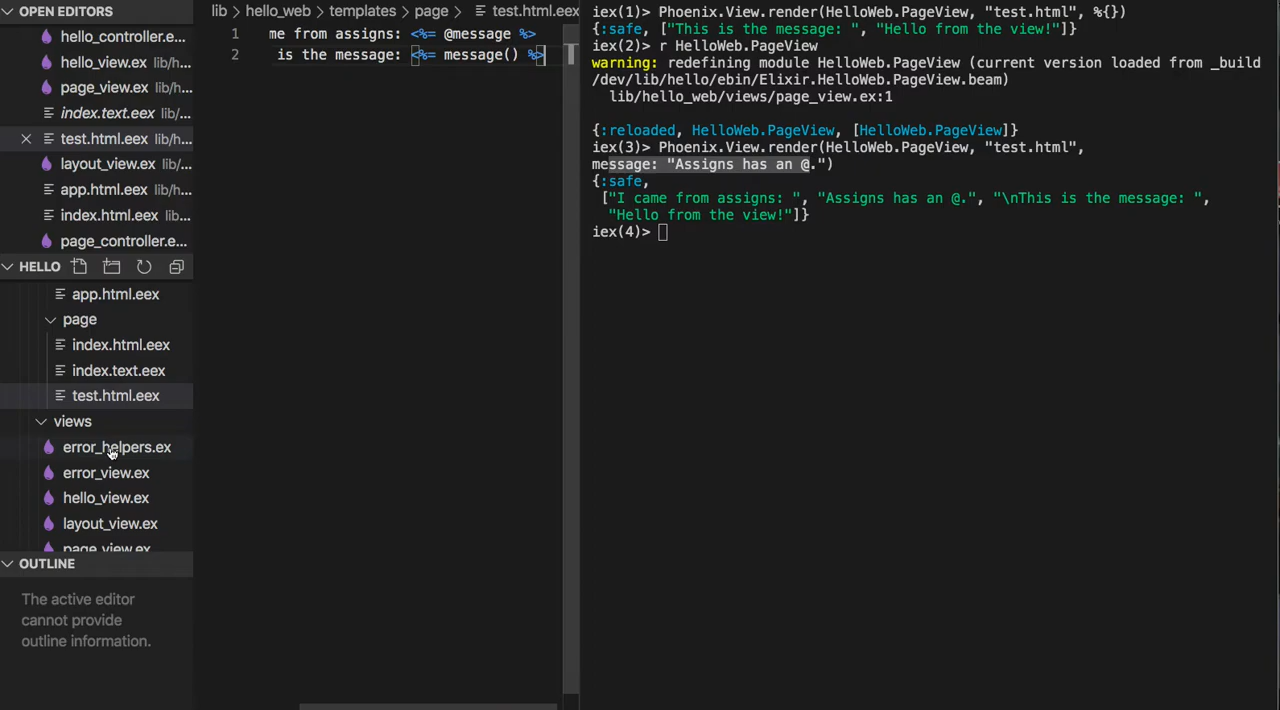 OPEN EDITORS
hello_controller.e...
hello_view.ex lib/h...
page_view.ex lib/h...
index.text.eex lib/...
test.html.eex lib/h...
layout_view.ex lib/...
app.html.eex lib/h...
index.html.eex lib...
page_controller.e...
HELLO
app.html.eex
page
index.html.eex
index.text.eex
test.html.eex
views
error_helpers.ex
error_view.ex
hello_view.ex
layout_view.ex
page_view.ex
OUTLINE
The active editor
cannot provide
outline information.
lib > hello_web > templates > page > test.html.eex
1 me from assigns: <%= @message %>
2 is the message: <%= message() %>
iex(1)> Phoenix.View.render(HelloWeb.PageView, "test.html", %{})
{:safe, ["This is the message: ", "Hello from the view!"]}
iex(2)> r HelloWeb.PageView
warning: redefining module HelloWeb.PageView (current version loaded from _build
/dev/lib/hello/ebin/Elixir.HelloWeb.PageView.beam)
lib/hello_web/views/page_view.ex:1
{:reloaded, HelloWeb.PageView, [HelloWeb.PageView]}
iex(3)> Phoenix.View.render(HelloWeb.PageView, "test.html",
message: "Assigns has an @.")
{:safe,
["I came from assigns: ", "Assigns has an @.", "\nThis is the message: ",
"Hello from the view!"]}
iex(4)>